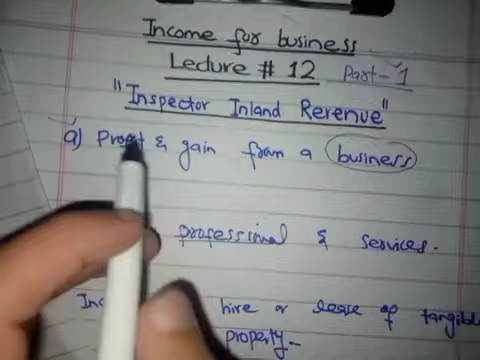 Income for business
Lecture # 12 Part-1
"Inspector Inland Revenue"
a) Profit & gain from a business
professional & services.
hire or lease of tangible
property.